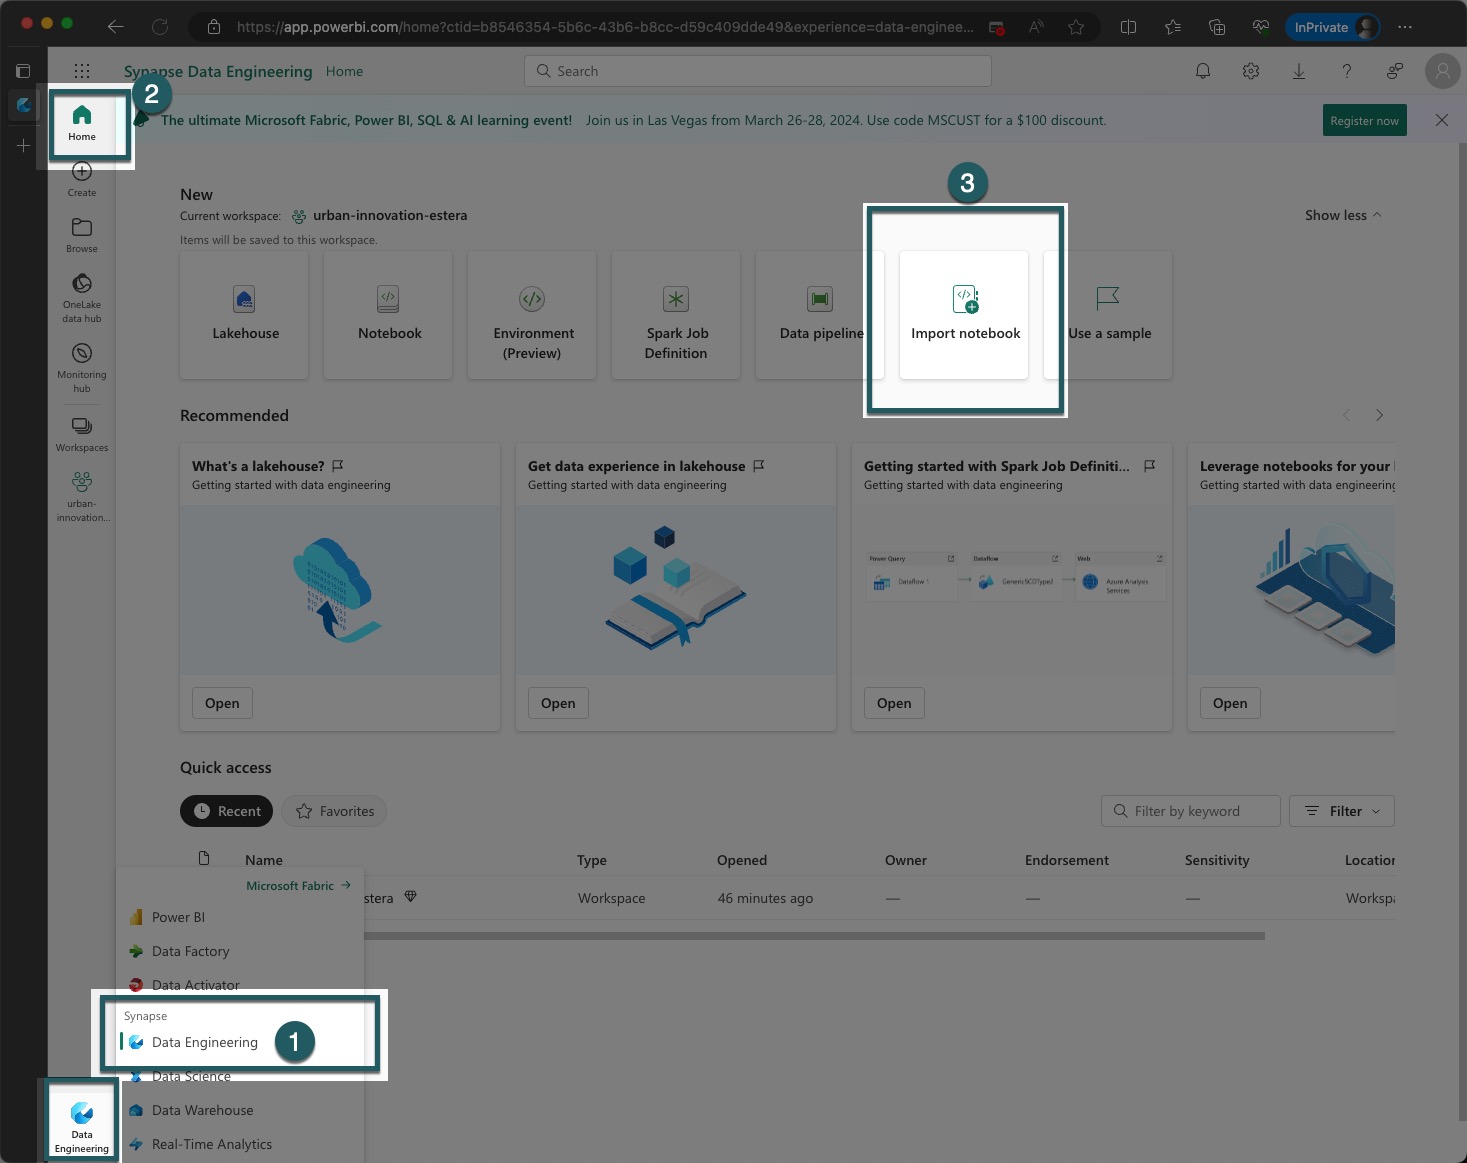 https://app.powerbi.com/home?ctid=b8546354-5b6c-43b6-b8cc-d59c409dde49&experience=data-enginee...
InPrivate
Synapse Data Engineering Home
Search
2
Home
The ultimate Microsoft Fabric, Power BI, SQL & AI learning event! Join us in Las Vegas from March 26-28, 2024. Use code MSCUST for a $100 discount.
Register now
Create
Browse
OneLake
data hub
Monitoring
hub
Workspaces
urban-
innovation...
New
Current workspace: urban-innovation-estera
Items will be saved to this workspace.
3
Show less
Lakehouse
Notebook
Environment
(Preview)
Spark Job
Definition
Data pipeline
Import notebook
Use a sample
Recommended
What's a lakehouse?
Getting started with data engineering
Open
Get data experience in lakehouse
Getting started with data engineering
Open
Getting started with Spark Job Definiti...
Getting started with data engineering
Power Query
Dataflow 1
Dataflow
GenericSCDType2
Web
Azure Analysis
Services
Open
Leverage notebooks for your
Getting started with data engineering
Open
Quick access
Recent
Favorites
Filter by keyword
Filter
Name Type Opened Owner Endorsement Sensitivity Location
stera Workspace 46 minutes ago — — — Worksp
Microsoft Fabric
Power BI
Data Factory
Data Activator
Synapse
Data Engineering
1
Data Science
Data Warehouse
Real-Time Analytics
Data
Engineering